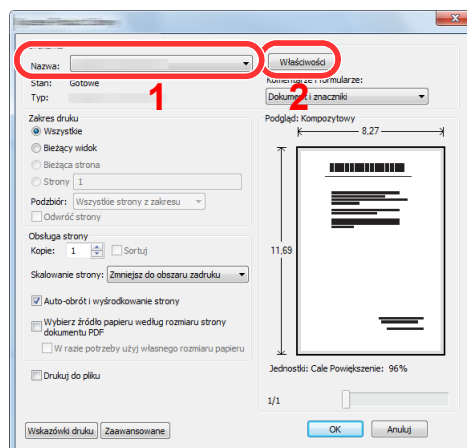 Nazwa:
Właściwości
Stan: Gotowe
Komentarze i formularze:
Typ:
Dokument i znaczniki
1
2
Zakres druku
Wszystkie
Bieżący widok
Bieżąca strona
Strony 1
Podzbiór: Wszystkie strony z zakresu
Odwróć strony
Obsługa strony
Kopie: 1 Sortuj
Skalowanie strony: Zmniejsz do obszaru zadruku
Auto-obrót i wyśrodkowanie strony
Wybierz źródło papieru według rozmiaru strony
dokumentu PDF
W razie potrzeby użyj własnego rozmiaru papieru
Drukuj do pliku
Podgląd: Kompozytowy
8,27
11,69
Jednostki: Cale Powiększenie: 96%
1/1
Wskazówki druku Zaawansowane
OK Anuluj